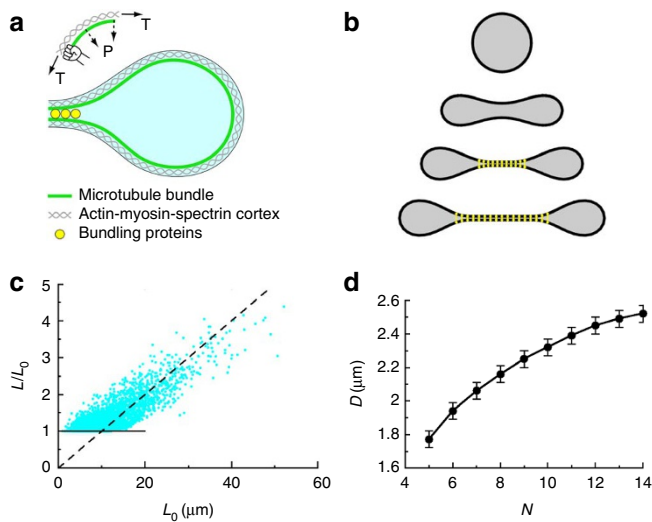 a
T
P
T
Microtubule bundle
Actin-myosin-spectrin cortex
Bundling proteins
b
c
5
4
3
2
1
0
L/L0
0 20 40 60
L0 (μm)
d
2.6
2.4
2.2
2
1.8
1.6
D (μm)
4 6 8 10 12 14
N